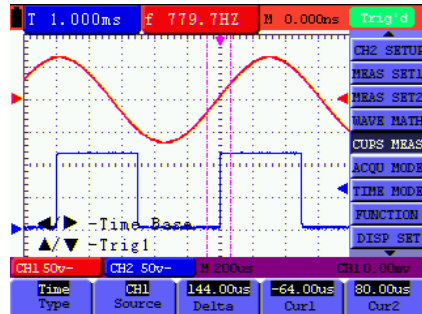 T 1.000ms f 779.7HZ M 0.000ns Trig'd
CH2 SETUP
MEAS SET1
MEAS SET2
WAVE MATH
CURS MEAS
ACQU MODE
TIME MODE
FUNCTION
DISP SET
◀/▶ -Time Base
▲/▼ -Trig1
CH1 50v~ CH2 50v~ M 200us CH1 0.00mv
Time CH1 144.00us -64.00us 80.00us
Type Source Delta Cur1 Cur2